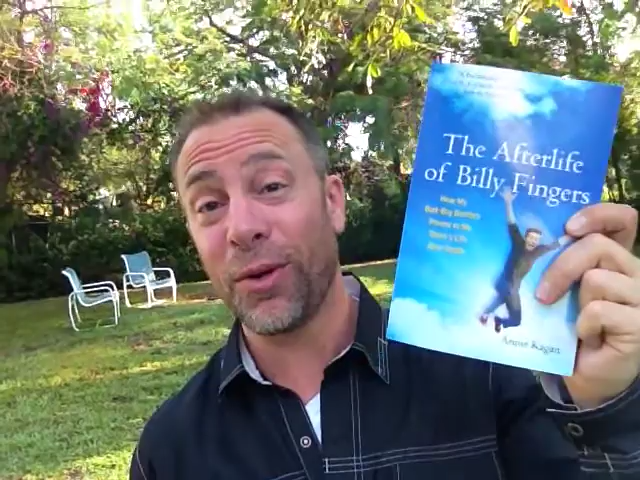 The Afterlife
of Billy Fingers
How My
Bad-Boy Brother
Proved to Me
There's Life
After Death
Annie Kagan